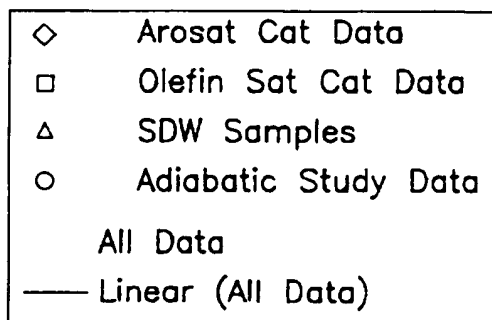 Arosat Cat Data
Olefin Sat Cat Data
SDW Samples
Adiabatic Study Data
All Data
Linear (All Data)